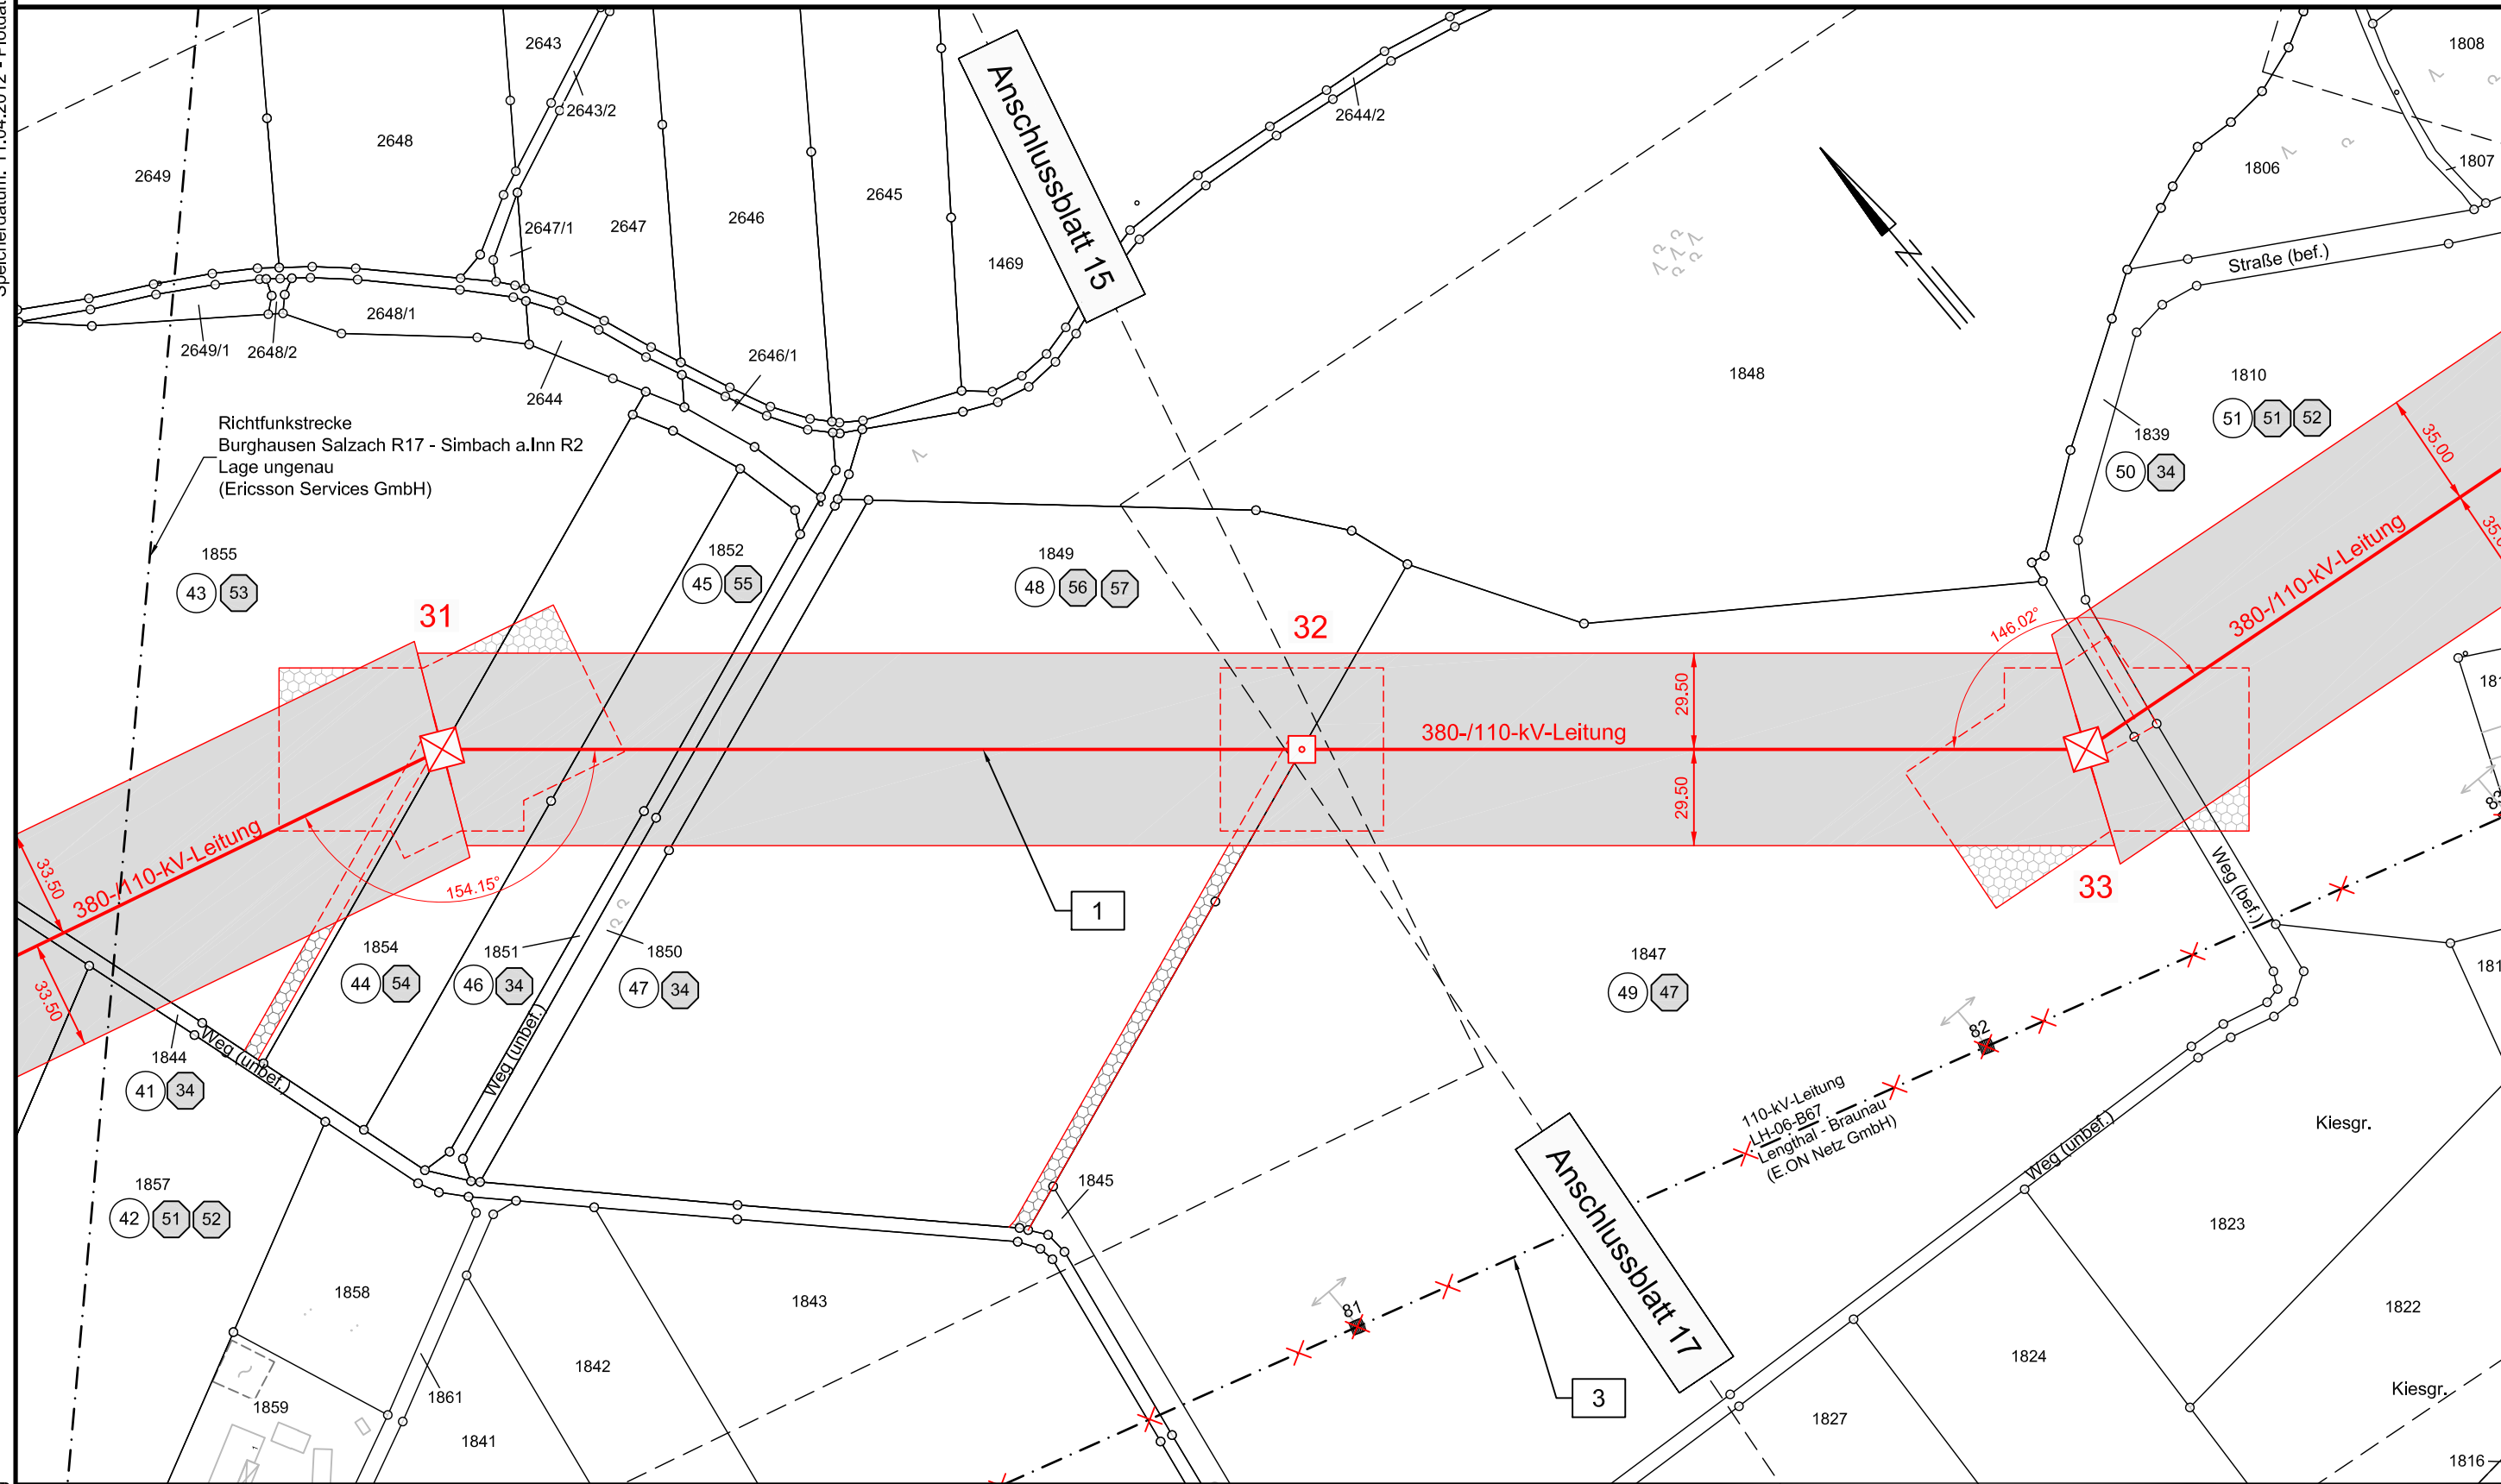 2643
2643/2
2648
2649
2647/1
2647
2646
2645
1469
Anschlussblatt 15
2644/2
1808
1807
1806
Straße (bef.)
N
2648/1
2649/1
2648/2
2646/1
2644
1848
1810
51 51 52
1839
50 34
35.00
Richtfunkstrecke
Burghausen Salzach R17 - Simbach a.Inn R2
Lage ungenau
(Ericsson Services GmbH)
1855
43 53
1852
45 55
1849
48 56 57
31
32
33
146.02°
380-/110-kV-Leitung
29.50
380-/110-kV-Leitung
29.50
380-/110-kV-Leitung
33.50
33.50
154.15°
1
1854
44 54
1851
46 34
1850
47 34
1847
49 47
Weg (bef.)
82
1844
41 34
Weg (unbef.)
Weg (unbef.)
110-kV-Leitung
LH-06-B67
Lengthal - Braunau
(E.ON Netz GmbH)
Weg (unbef.)
Kiesgr.
1857
42 51 52
1845
1823
1858
1843
81
Anschlussblatt 17
1822
1842
1824
3
1859
1861
1841
1827
Kiesgr.
1816